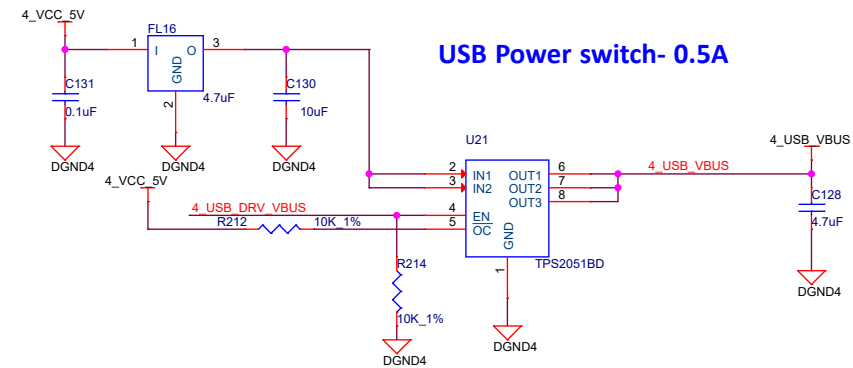 4_VCC_5V
FL16
USB Power switch- 0.5A
1
I
O
3
GND
2
C131
0.1uF
4.7uF
C130
10uF
DGND4
DGND4
DGND4
U21
4_VCC_5V
2
IN1
3
IN2
4
EN
5
OC
OUT1
6
OUT2
7
OUT3
8
GND
1
TPS2051BD
4_USB_VBUS
4_USB_VBUS
C128
4.7uF
DGND4
4_USB_DRV_VBUS
R212
10K_1%
R214
10K_1%
DGND4
DGND4